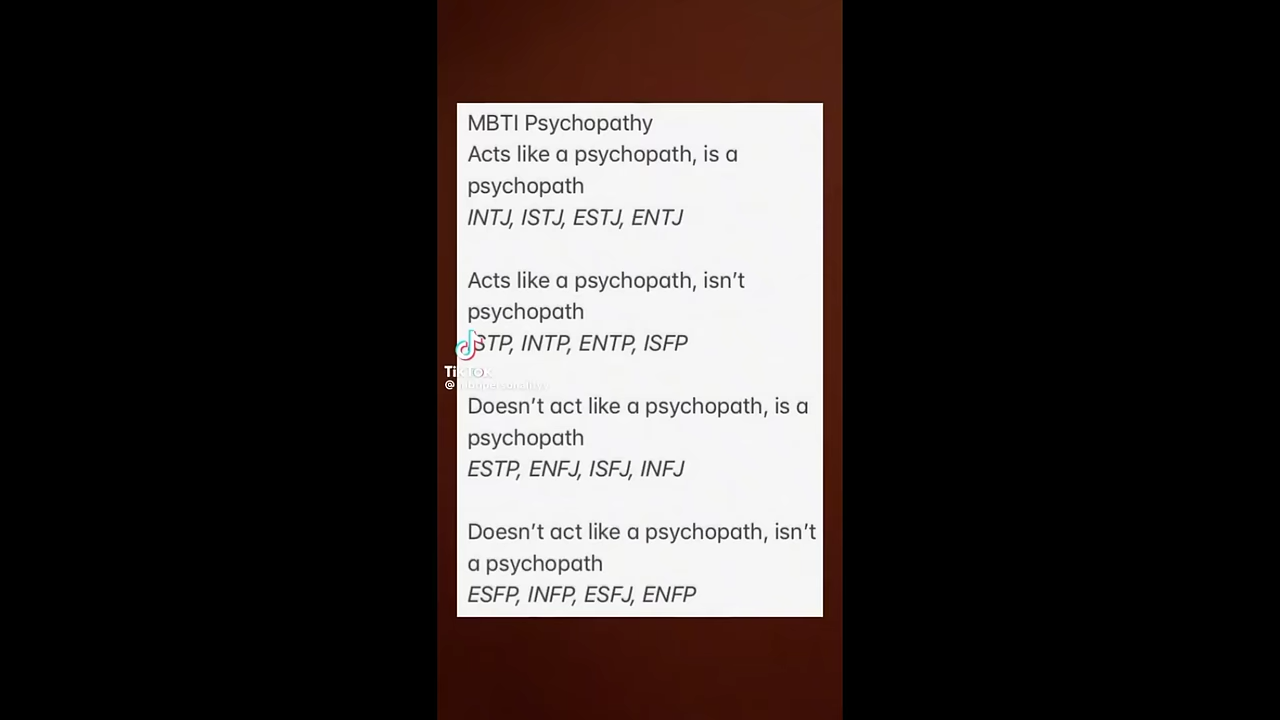 MBTI Psychopathy
Acts like a psychopath, is a
psychopath
INTJ, ISTJ, ESTJ, ENTJ
Acts like a psychopath, isn't
psychopath
STP, INTP, ENTP, ISFP
TikTok
Doesn't act like a psychopath, is a
psychopath
ESTP, ENFJ, ISFJ, INFJ
Doesn't act like a psychopath, isn't
a psychopath
ESFP, INFP, ESFJ, ENFP